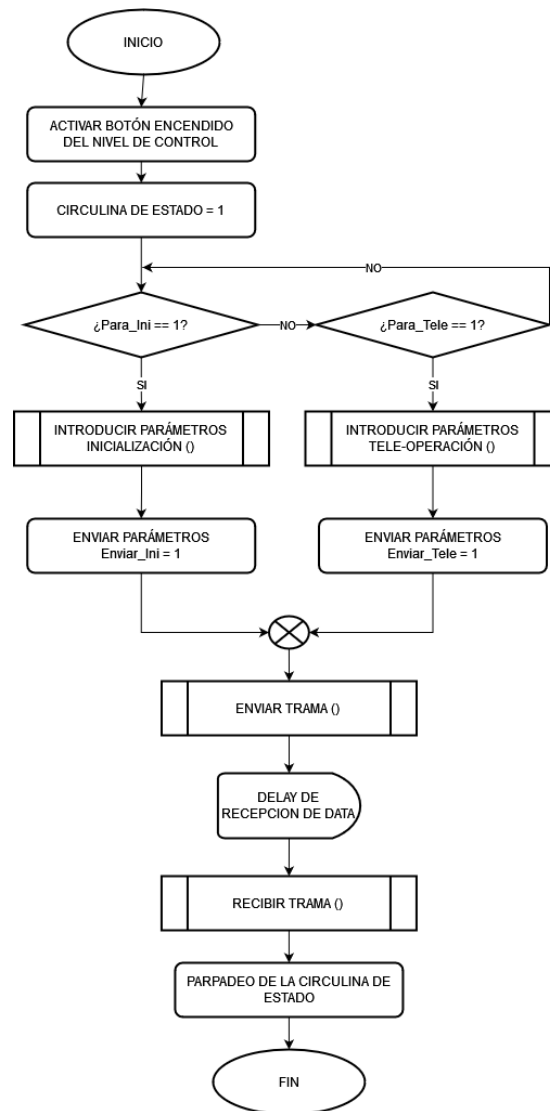 INICIO
ACTIVAR BOTÓN ENCENDIDO
DEL NIVEL DE CONTROL
CIRCULINA DE ESTADO = 1
NO
¿Para_Ini == 1?
NO
¿Para_Tele == 1?
SI
SI
INTRODUCIR PARÁMETROS
INICIALIZACIÓN ()
INTRODUCIR PARÁMETROS
TELE-OPERACIÓN ()
ENVIAR PARÁMETROS
Enviar_Ini = 1
ENVIAR PARÁMETROS
Enviar_Tele = 1
ENVIAR TRAMA ()
DELAY DE
RECEPCION DE DATA
RECIBIR TRAMA ()
PARPADEO DE LA CIRCULINA DE
ESTADO
FIN